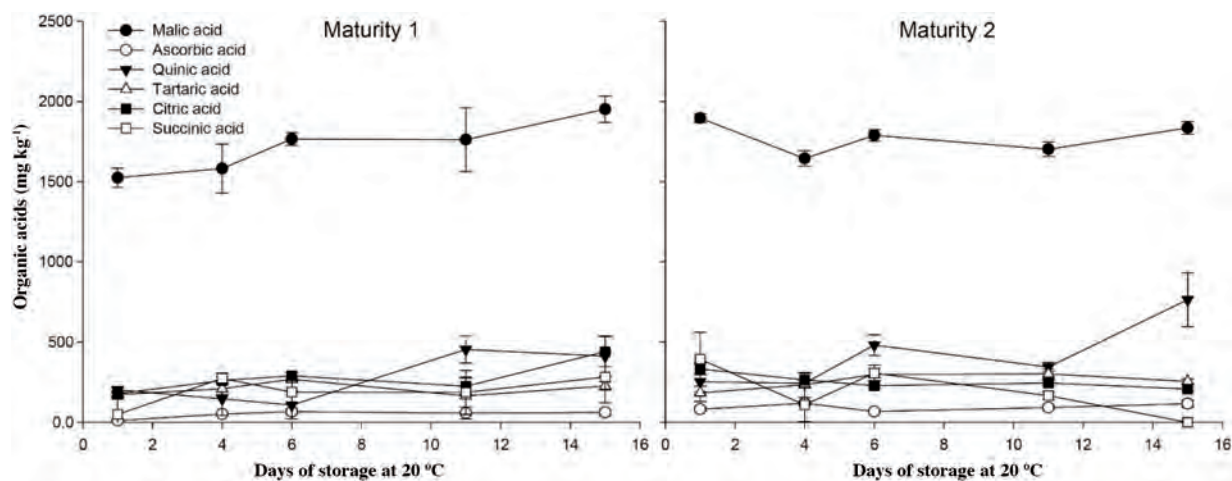 Maturity 1
Malic acid
Ascorbic acid
Quinic acid
Tartaric acid
Citric acid
Succinic acid
Organic acids (mg kg⁻¹)
2500
2000
1500
1000
500
0.0
0 2 4 6 8 10 12 14 16
Days of storage at 20 ºC
Maturity 2
0 2 4 6 8 10 12 14 16
Days of storage at 20 ºC